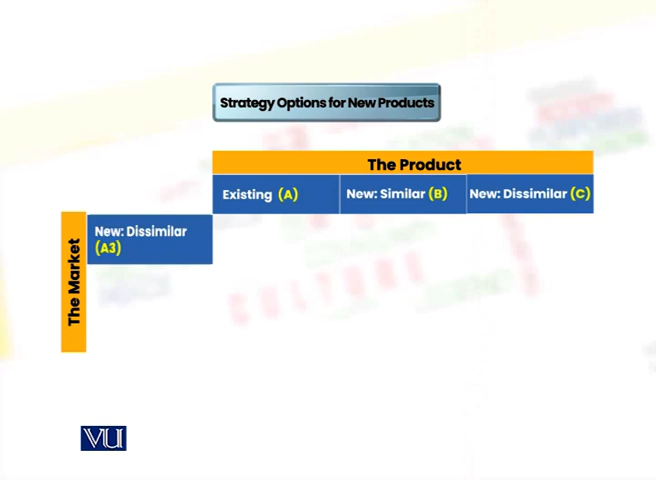 Strategy Options for New Products
The Product
Existing (A) New: Similar (B) New: Dissimilar (C)
The Market
New: Dissimilar
(A3)
VU